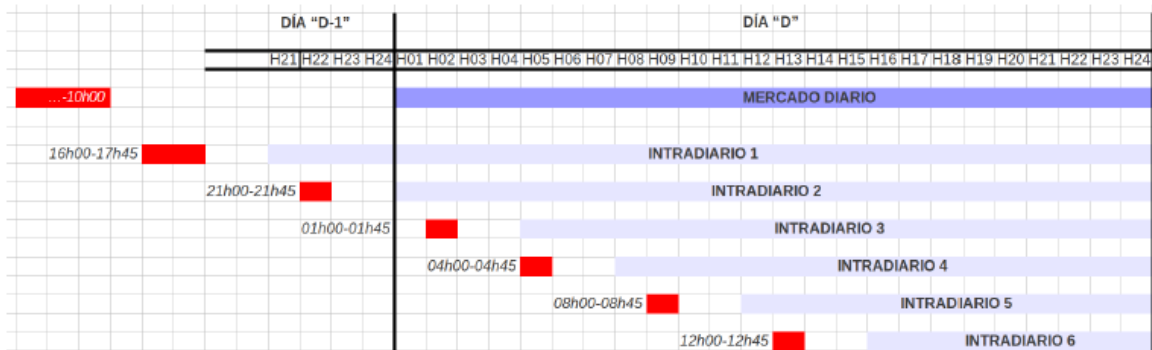 DÍA “D-1” DÍA “D”
H21 H22 H23 H24 H01 H02 H03 H04 H05 H06 H07 H08 H09 H10 H11 H12 H13 H14 H15 H16 H17 H18 H19 H20 H21 H22 H23 H24
...-10h00 MERCADO DIARIO
16h00-17h45 INTRADIARIO 1
21h00-21h45 INTRADIARIO 2
01h00-01h45 INTRADIARIO 3
04h00-04h45 INTRADIARIO 4
08h00-08h45 INTRADIARIO 5
12h00-12h45 INTRADIARIO 6